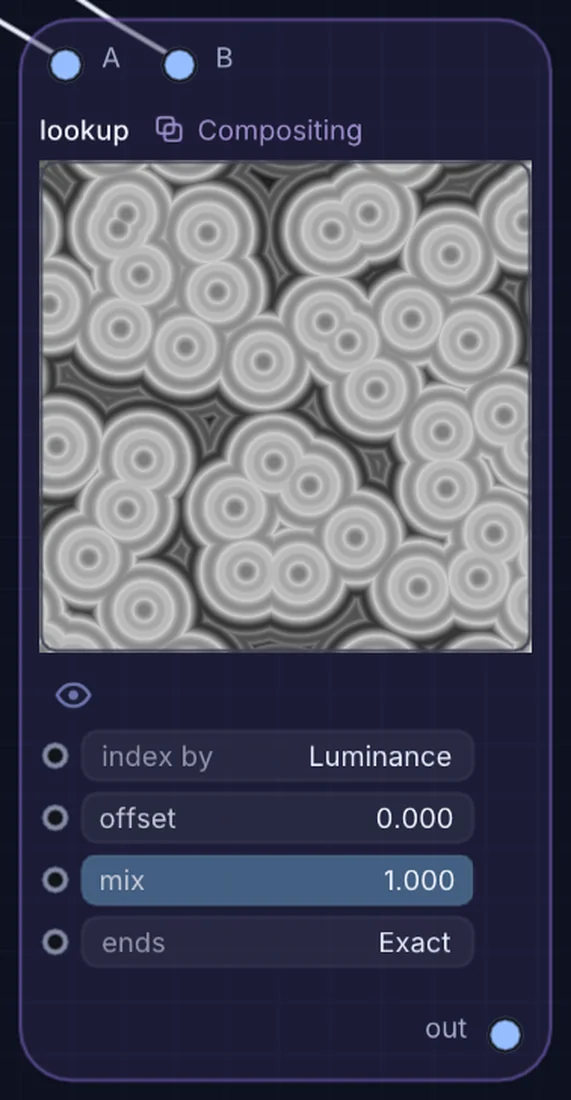 A B
lookup Compositing
index by Luminance
offset 0.000
mix 1.000
ends Exact
out